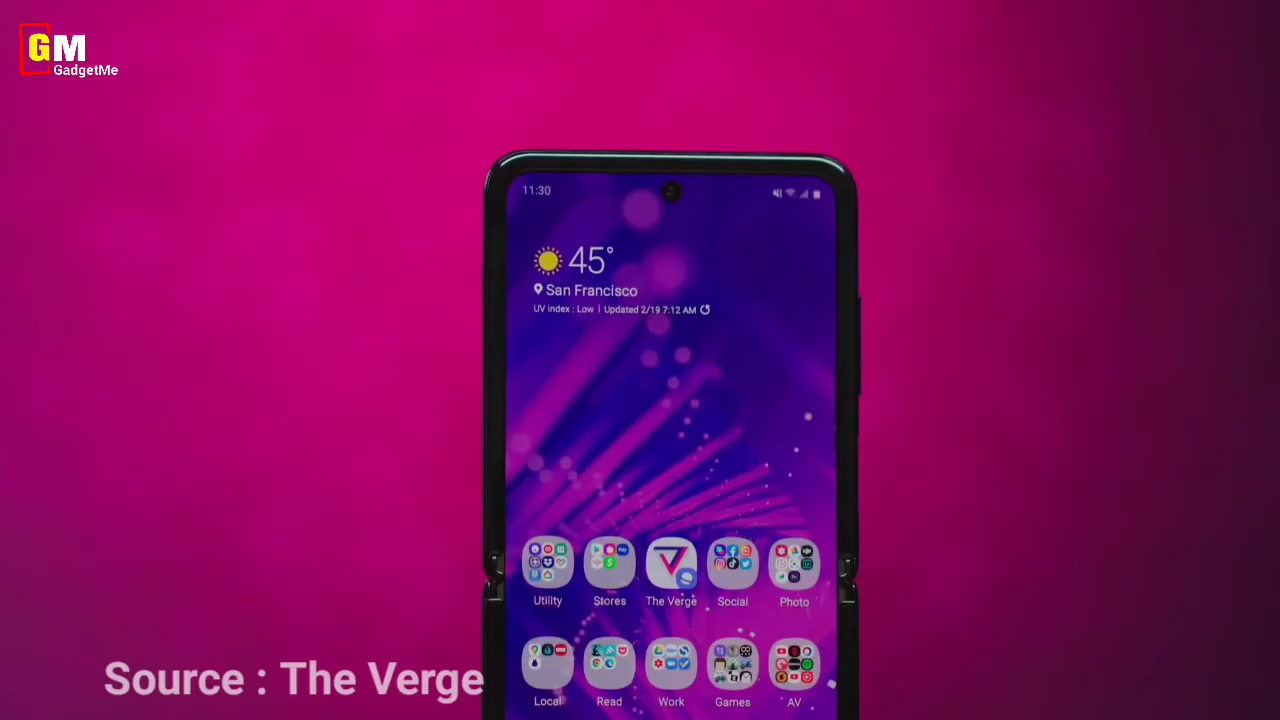 GM
GadgetMe
11:30
45°
San Francisco
UV index : Low | Updated 2/19 7:12 AM
Utility
Stores
The Verge
Social
Photo
Local
Read
Work
Games
AV
Source : The Verge